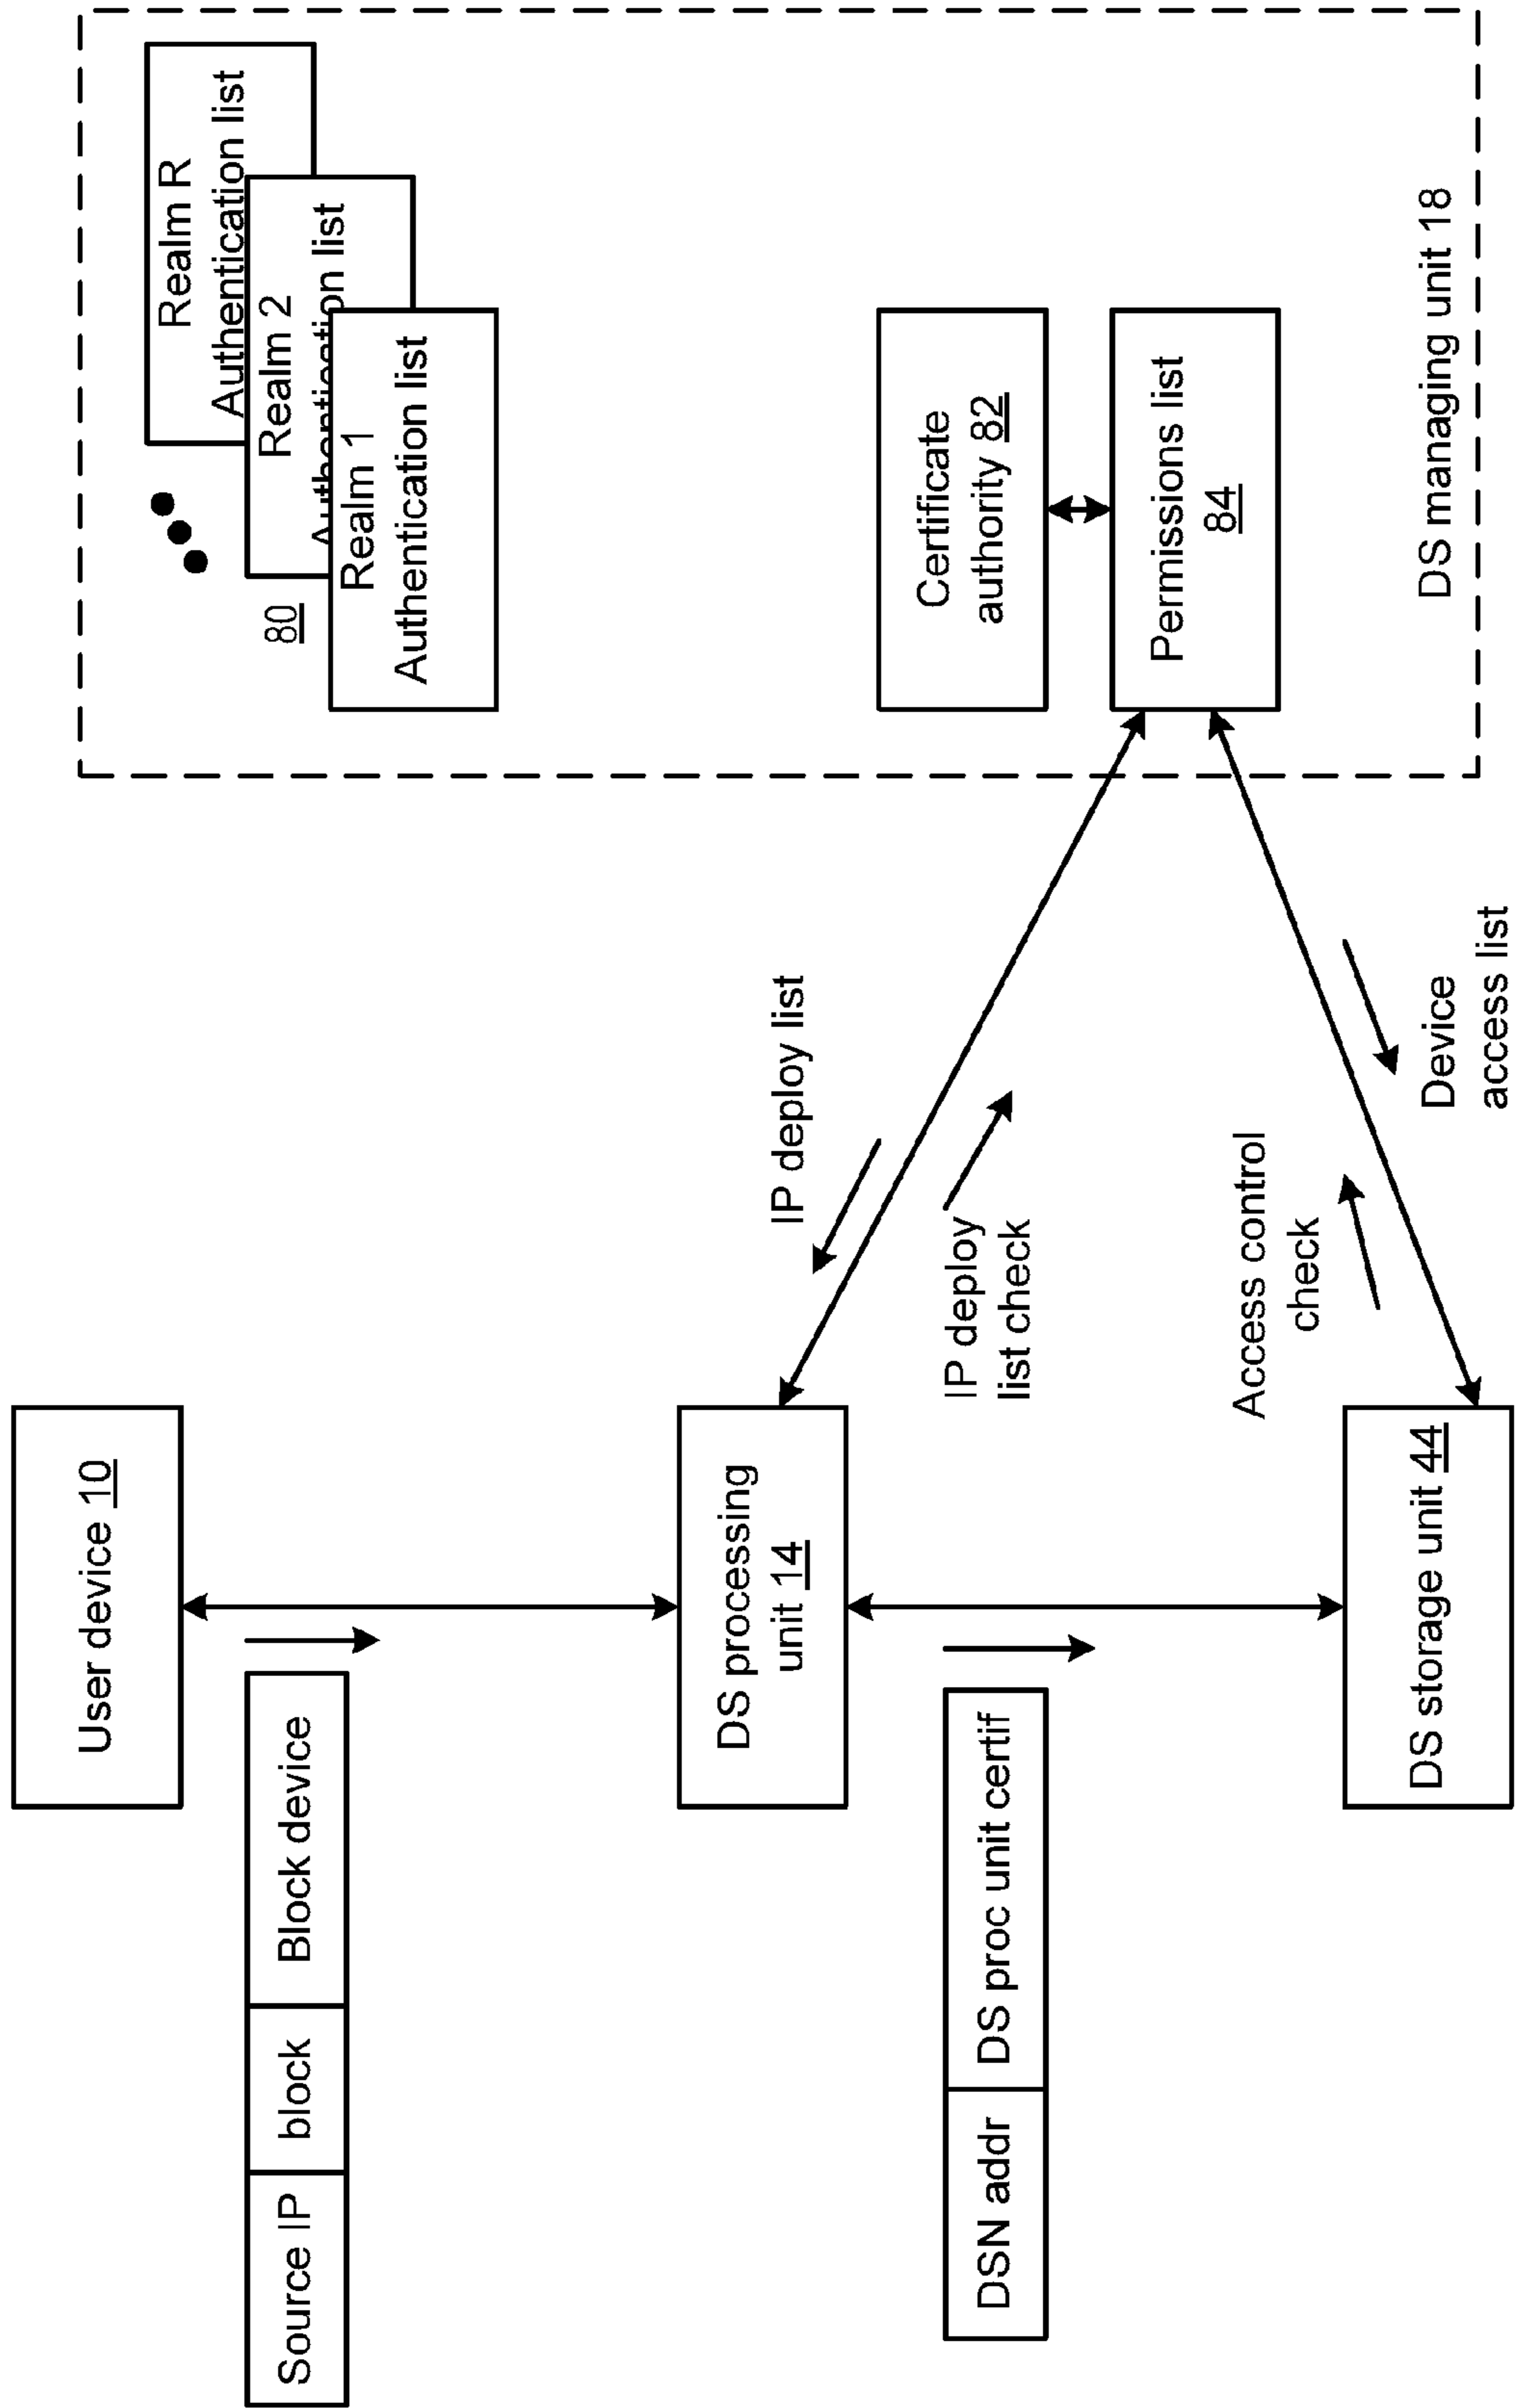 Source IP
block
Block device
User device 10
DSN addr
DS proc unit certif
DS processing
unit 14
DS storage unit 44
IP deploy list
IP deploy
list check
Access control
check
Device
access list
80
Realm R
Authentication list
Realm 2
Authentication list
Realm 1
Authentication list
Certificate
authority 82
Permissions list
84
DS managing unit 18